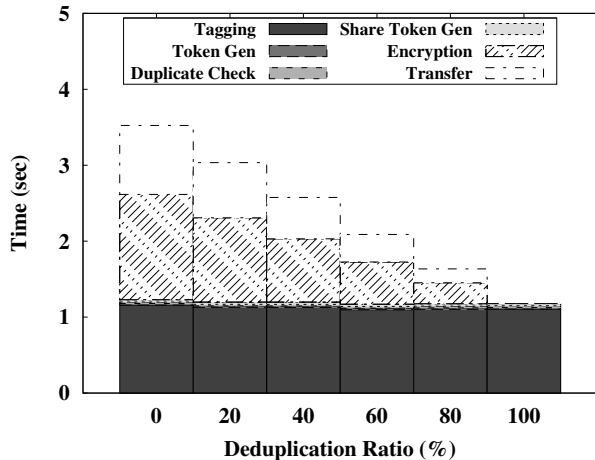 5
4
3
2
1
0
Time (sec)
Tagging
Token Gen
Duplicate Check
Share Token Gen
Encryption
Transfer
0 20 40 60 80 100
Deduplication Ratio (%)